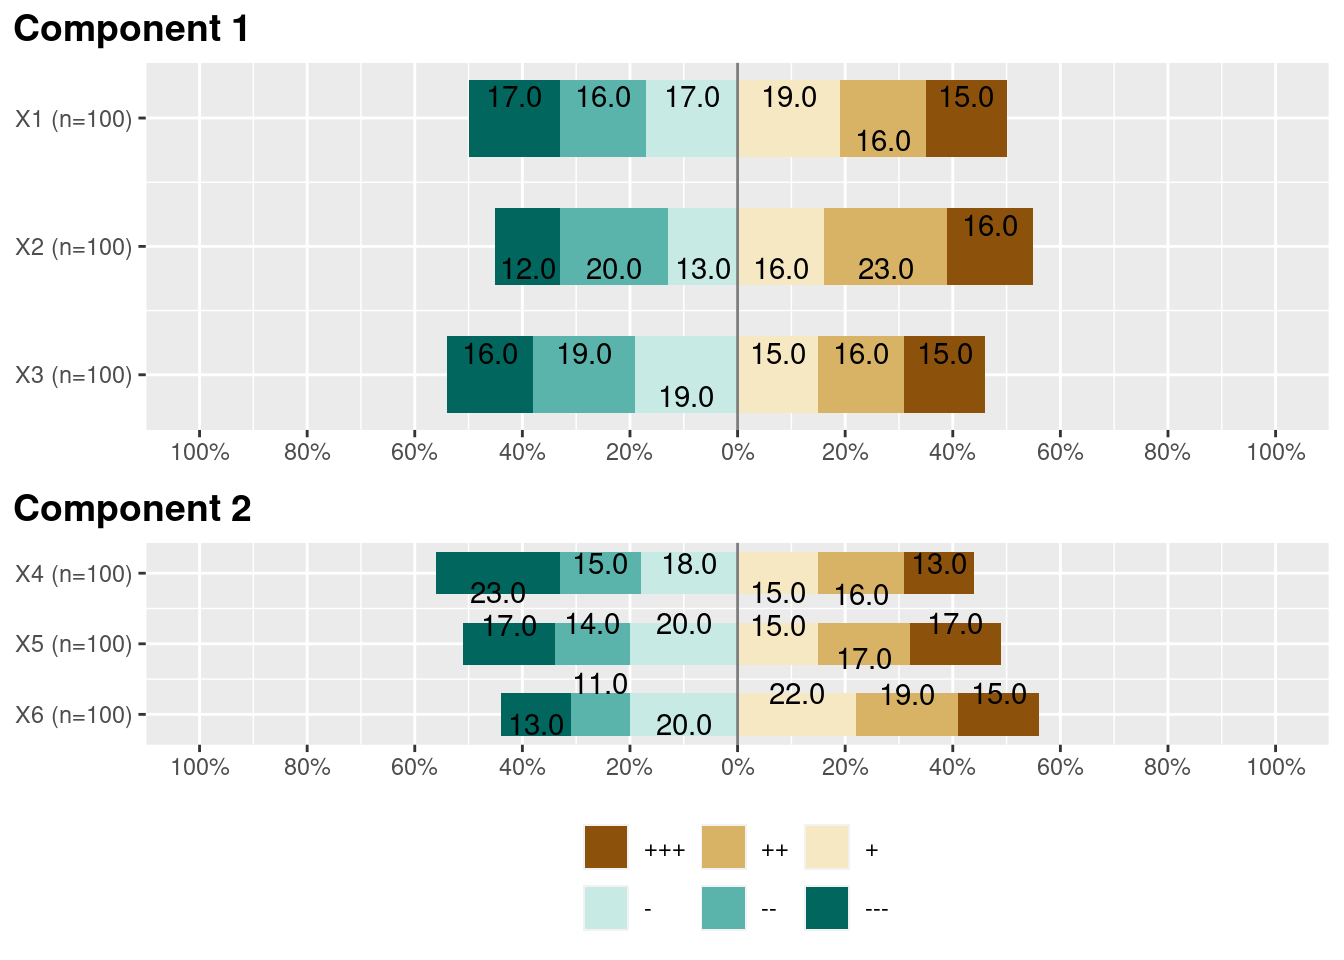 Component 1
X1 (n=100) 17.0 16.0 17.0 19.0 16.0 15.0
X2 (n=100) 12.0 20.0 13.0 16.0 23.0 16.0
X3 (n=100) 16.0 19.0 19.0 15.0 16.0 15.0
100% 80% 60% 40% 20% 0% 20% 40% 60% 80% 100%
Component 2
X4 (n=100) 23.0 15.0 18.0 15.0 16.0 13.0
X5 (n=100) 17.0 14.0 20.0 15.0 17.0 17.0
X6 (n=100) 13.0 11.0 20.0 22.0 19.0 15.0
100% 80% 60% 40% 20% 0% 20% 40% 60% 80% 100%
+++ ++ +
- -- ---